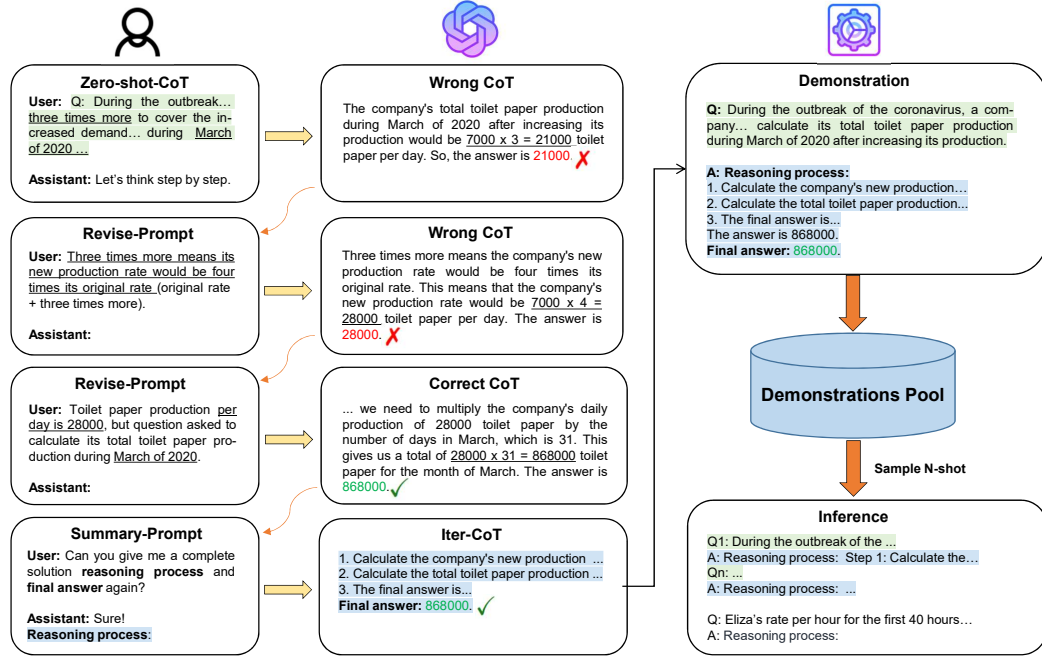 Zero-shot-CoT
User: Q: During the outbreak…
three times more to cover the in-
creased demand… during March
of 2020 …
Assistant: Let's think step by step.
Wrong CoT
The company's total toilet paper production
during March of 2020 after increasing its
production would be 7000 x 3 = 21000 toilet
paper per day. So, the answer is 21000. ✗
Revise-Prompt
User: Three times more means its
new production rate would be four
times its original rate (original rate
+ three times more).
Assistant:
Wrong CoT
Three times more means the company's new
production rate would be four times its
original rate. This means that the company's
new production rate would be 7000 x 4 =
28000 toilet paper per day. The answer is
28000. ✗
Revise-Prompt
User: Toilet paper production per
day is 28000, but question asked to
calculate its total toilet paper pro-
duction during March of 2020.
Assistant:
Correct CoT
... we need to multiply the company's daily
production of 28000 toilet paper by the
number of days in March, which is 31. This
gives us a total of 28000 x 31 = 868000 toilet
paper for the month of March. The answer is
868000. ✓
Summary-Prompt
User: Can you give me a complete
solution reasoning process and
final answer again?
Assistant: Sure!
Reasoning process:
Iter-CoT
1. Calculate the company's new production ...
2. Calculate the total toilet paper production ...
3. The final answer is...
Final answer: 868000. ✓
Demonstration
Q: During the outbreak of the coronavirus, a com-
pany… calculate its total toilet paper production
during March of 2020 after increasing its production.
A: Reasoning process:
1. Calculate the company's new production…
2. Calculate the total toilet paper production...
3. The final answer is...
The answer is 868000.
Final answer: 868000.
Demonstrations Pool
Sample N-shot
Inference
Q1: During the outbreak of the ...
A: Reasoning process: Step 1: Calculate the…
Qn: ...
A: Reasoning process: ...
Q: Eliza's rate per hour for the first 40 hours…
A: Reasoning process: